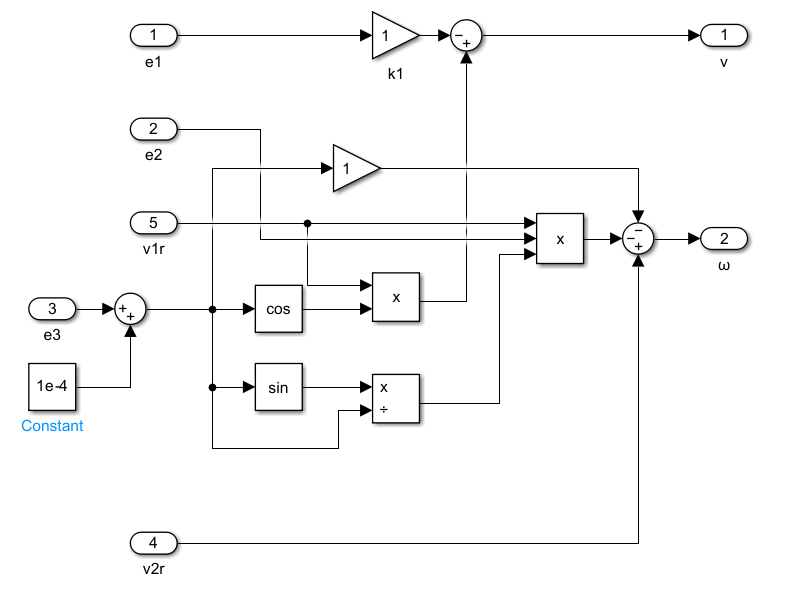 1
e1
1
k1
−
+
1
v
2
e2
1
5
v1r
x
−
−
+
2
ω
3
e3
+
+
cos
x
1e-4
Constant
sin
x
÷
4
v2r